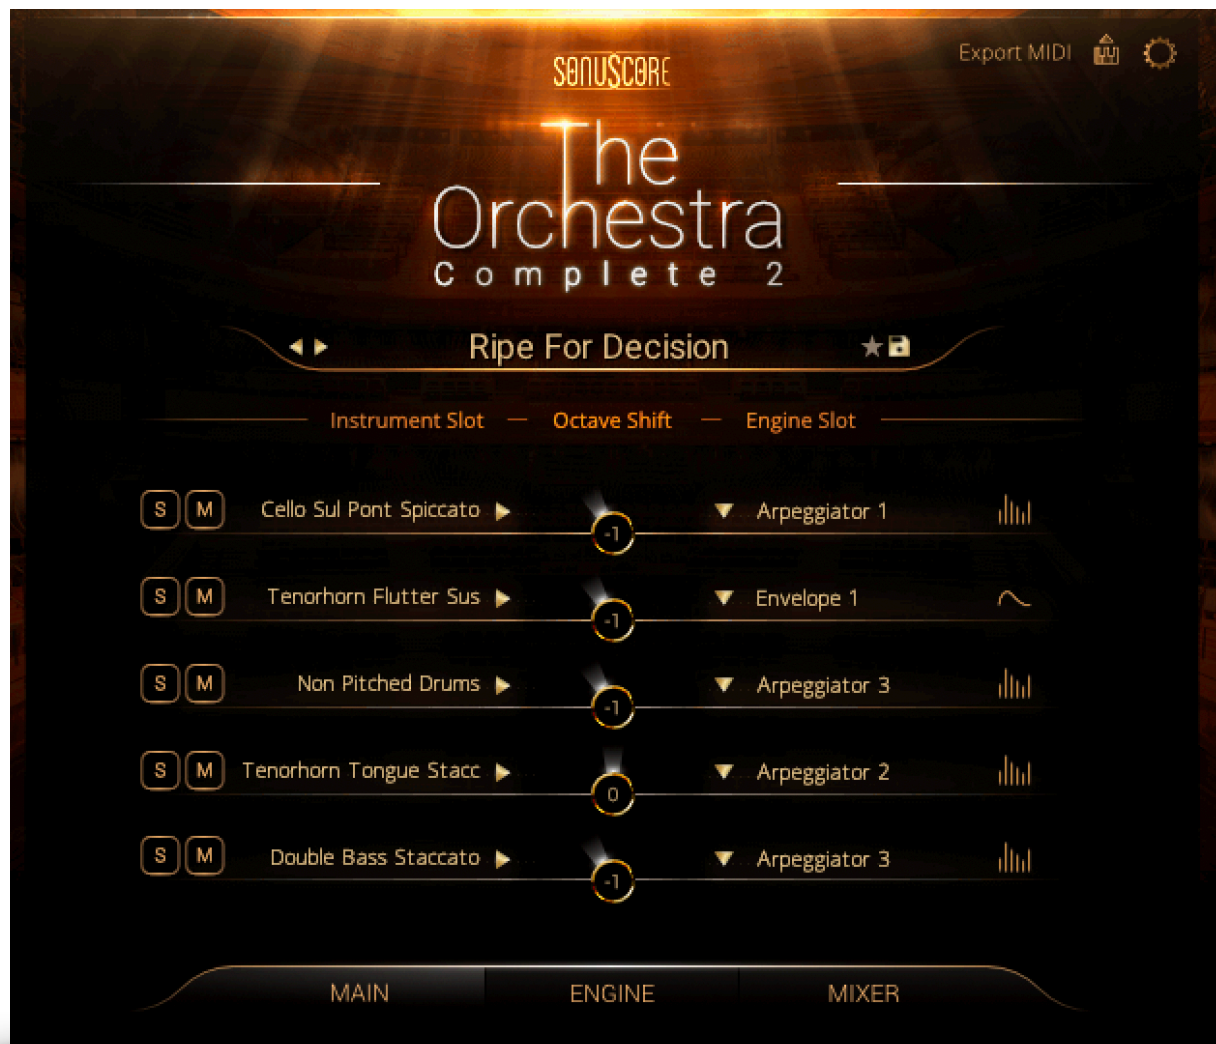 Export MIDI
SONUSCORE
The
Orchestra
Complete 2
Ripe For Decision
Instrument Slot Octave Shift Engine Slot
S M Cello Sul Pont Spiccato -1 Arpeggiator 1
S M Tenorhorn Flutter Sus -1 Envelope 1
S M Non Pitched Drums -1 Arpeggiator 3
S M Tenorhorn Tongue Stacc 0 Arpeggiator 2
S M Double Bass Staccato -1 Arpeggiator 3
MAIN ENGINE MIXER